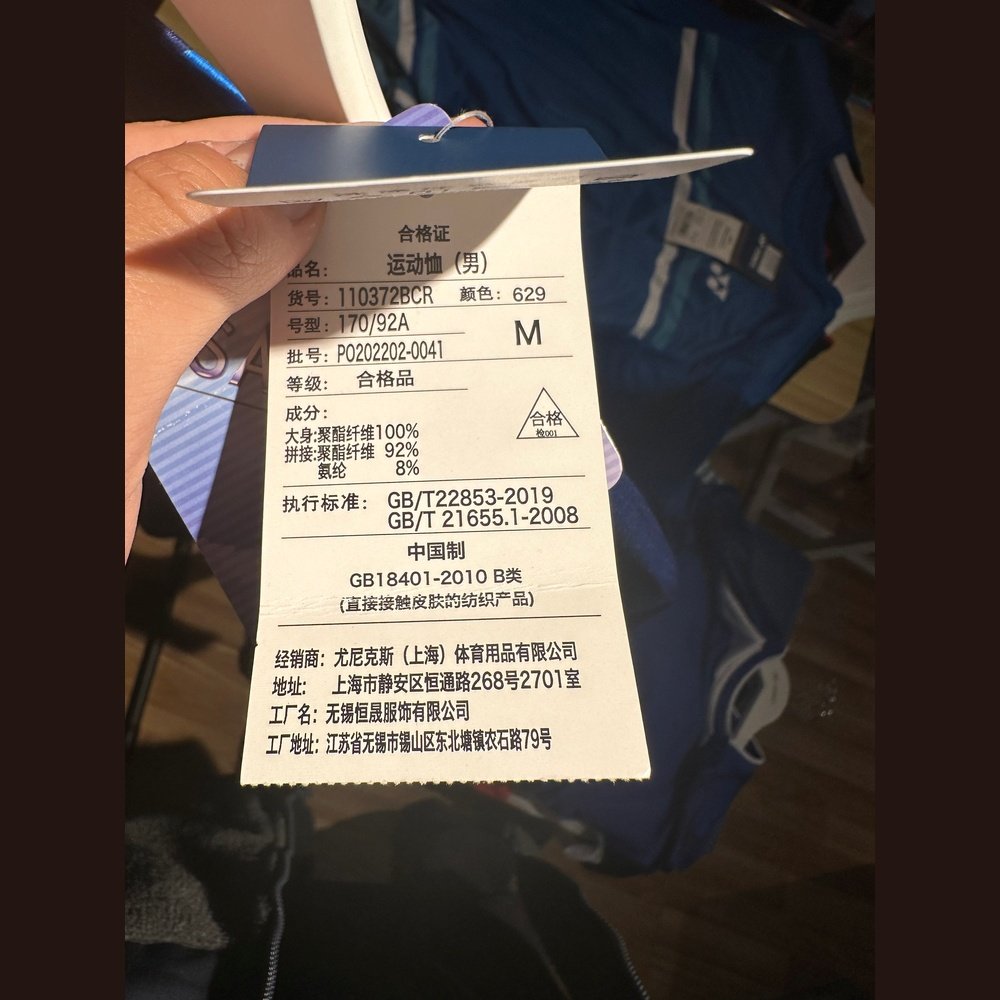 合格证
品名： 运动恤（男）
货号：110372BCR 颜色：629
号型：170/92A
M
批号：PO202202-0041
等级： 合格品
成分：
大身:聚酯纤维100%
拼接:聚酯纤维 92%
氨纶 8%
合格
检001
执行标准： GB/T22853-2019
GB/T 21655.1-2008
中国制
GB18401-2010 B类
(直接接触皮肤的纺织产品)
经销商：尤尼克斯（上海）体育用品有限公司
地址： 上海市静安区恒通路268号2701室
工厂名：无锡恒晟服饰有限公司
工厂地址：江苏省无锡市锡山区东北塘镇农石路79号